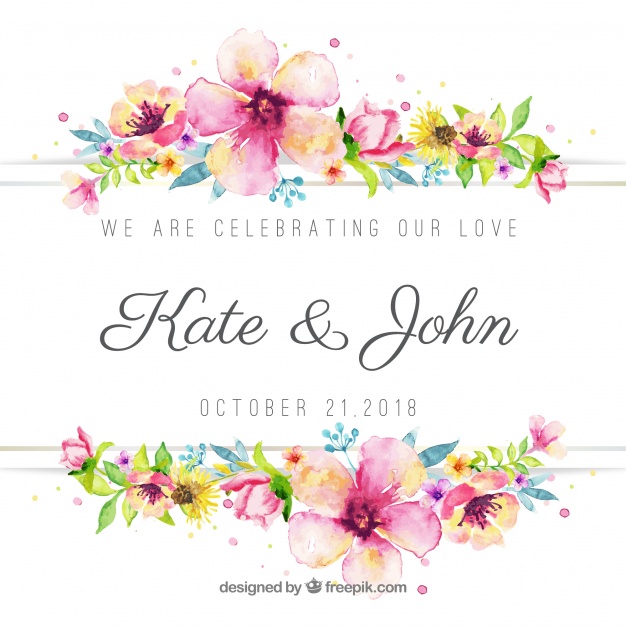 WE ARE CELEBRATING OUR LOVE
Kate & John
OCTOBER 21.2018
designed by freepik.com